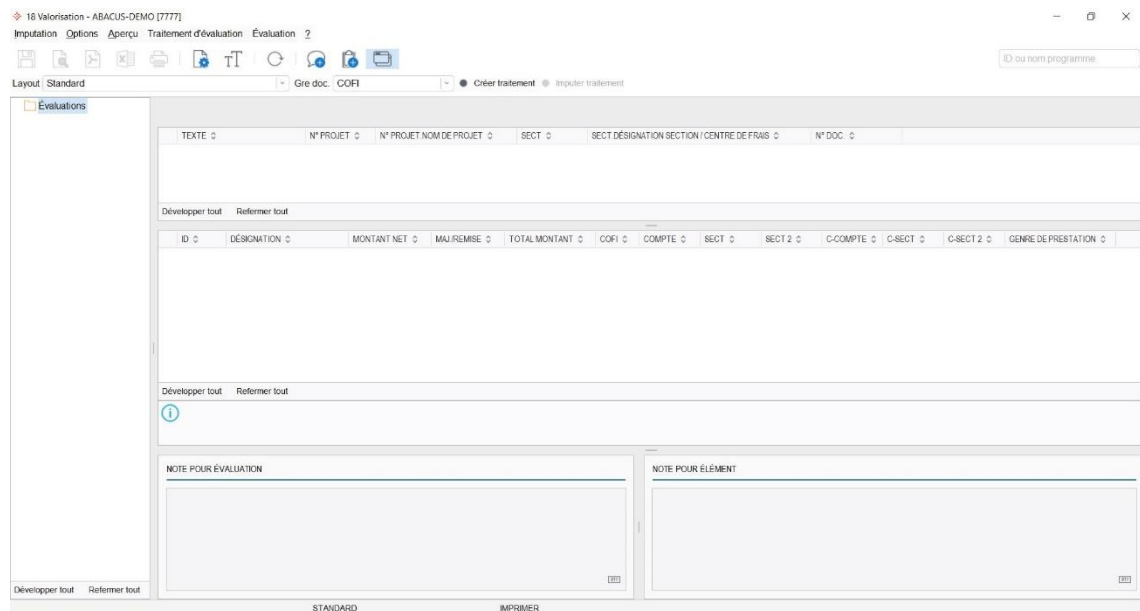 18 Valorisation - ABACUS-DEMO [7777]
Imputation Options Aperçu Traitement d'évaluation Évaluation ?
ID ou nom programme
Layout Standard Gre doc. COFI Créer traitement Imputer traitement
Évaluations
TEXTE N° PROJET N° PROJET.NOM DE PROJET SECT SECT.DÉSIGNATION SECTION / CENTRE DE FRAIS N° DOC.
Développer tout Refermer tout
ID DÉSIGNATION MONTANT NET MAJ./REMISE TOTAL MONTANT COFI COMPTE SECT SECT 2 C-COMPTE C-SECT C-SECT 2 GENRE DE PRESTATION
Développer tout Refermer tout
NOTE POUR ÉVALUATION NOTE POUR ÉLÉMENT
Développer tout Refermer tout
STANDARD IMPRIMER